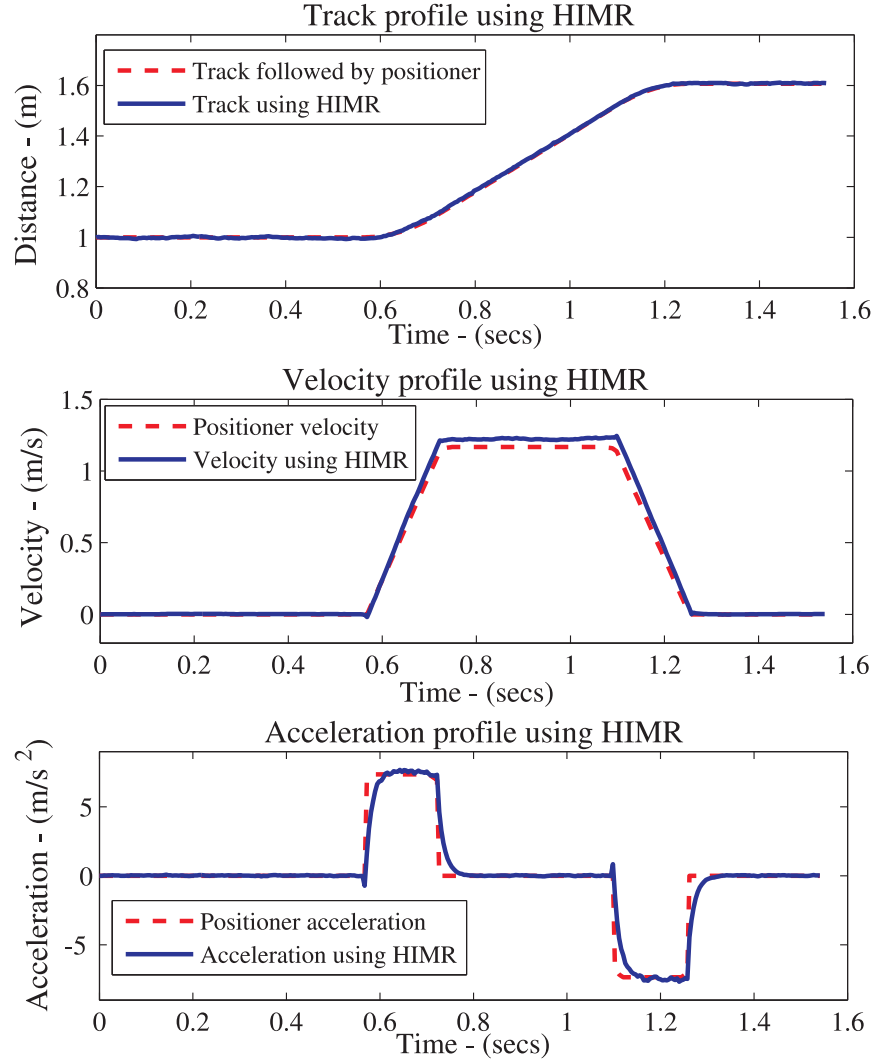 Track profile using HIMR
Track followed by positioner
Track using HIMR
Distance - (m)
1.6
1.4
1.2
1
0.8
0 0.2 0.4 0.6 0.8 1 1.2 1.4 1.6
Time - (secs)
Velocity profile using HIMR
Positioner velocity
Velocity using HIMR
Velocity - (m/s)
1.5
1
0.5
0
0 0.2 0.4 0.6 0.8 1 1.2 1.4 1.6
Time - (secs)
Acceleration profile using HIMR
Acceleration - (m/s²)
5
0
-5
Positioner acceleration
Acceleration using HIMR
0 0.2 0.4 0.6 0.8 1 1.2 1.4 1.6
Time - (secs)